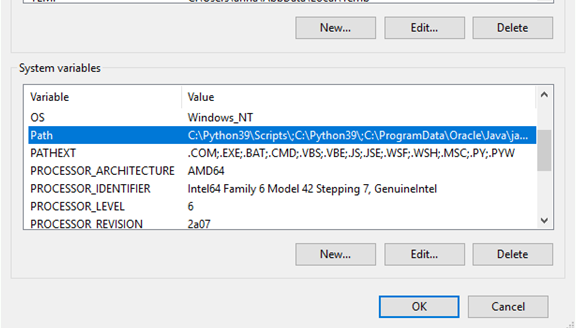 New... Edit... Delete
System variables
Variable Value
OS Windows_NT
Path C:\Python39\Scripts\;C:\Python39\;C:\ProgramData\Oracle\Java\ja...
PATHEXT .COM;.EXE;.BAT;.CMD;.VBS;.VBE;.JS;.JSE;.WSF;.WSH;.MSC;.PY;.PYW
PROCESSOR_ARCHITECTURE AMD64
PROCESSOR_IDENTIFIER Intel64 Family 6 Model 42 Stepping 7, GenuineIntel
PROCESSOR_LEVEL 6
PROCESSOR_REVISION 2a07
New... Edit... Delete
OK Cancel